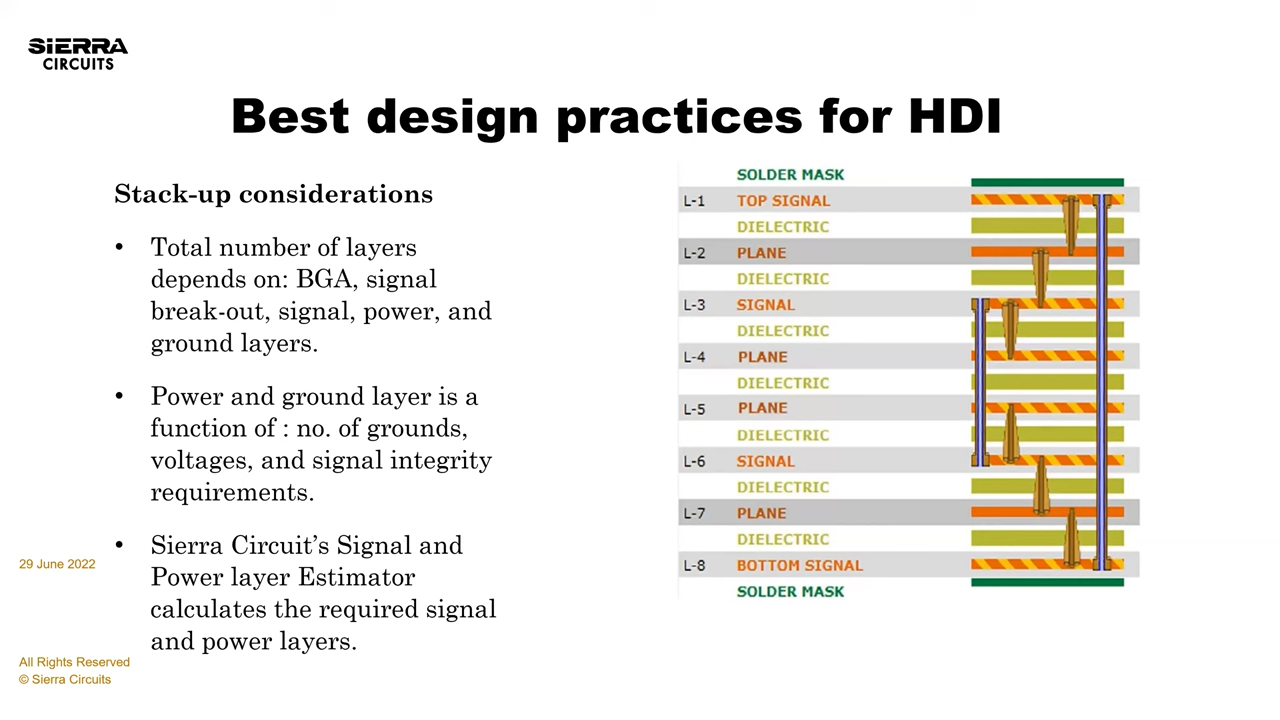 SIERRA
CIRCUITS
Best design practices for HDI
Stack-up considerations
• Total number of layers
depends on: BGA, signal
break-out, signal, power, and
ground layers.
• Power and ground layer is a
function of : no. of grounds,
voltages, and signal integrity
requirements.
• Sierra Circuit’s Signal and
Power layer Estimator
calculates the required signal
and power layers.
29 June 2022
All Rights Reserved
© Sierra Circuits
SOLDER MASK
L-1 TOP SIGNAL
DIELECTRIC
L-2 PLANE
DIELECTRIC
L-3 SIGNAL
DIELECTRIC
L-4 PLANE
DIELECTRIC
L-5 PLANE
DIELECTRIC
L-6 SIGNAL
DIELECTRIC
L-7 PLANE
DIELECTRIC
L-8 BOTTOM SIGNAL
SOLDER MASK